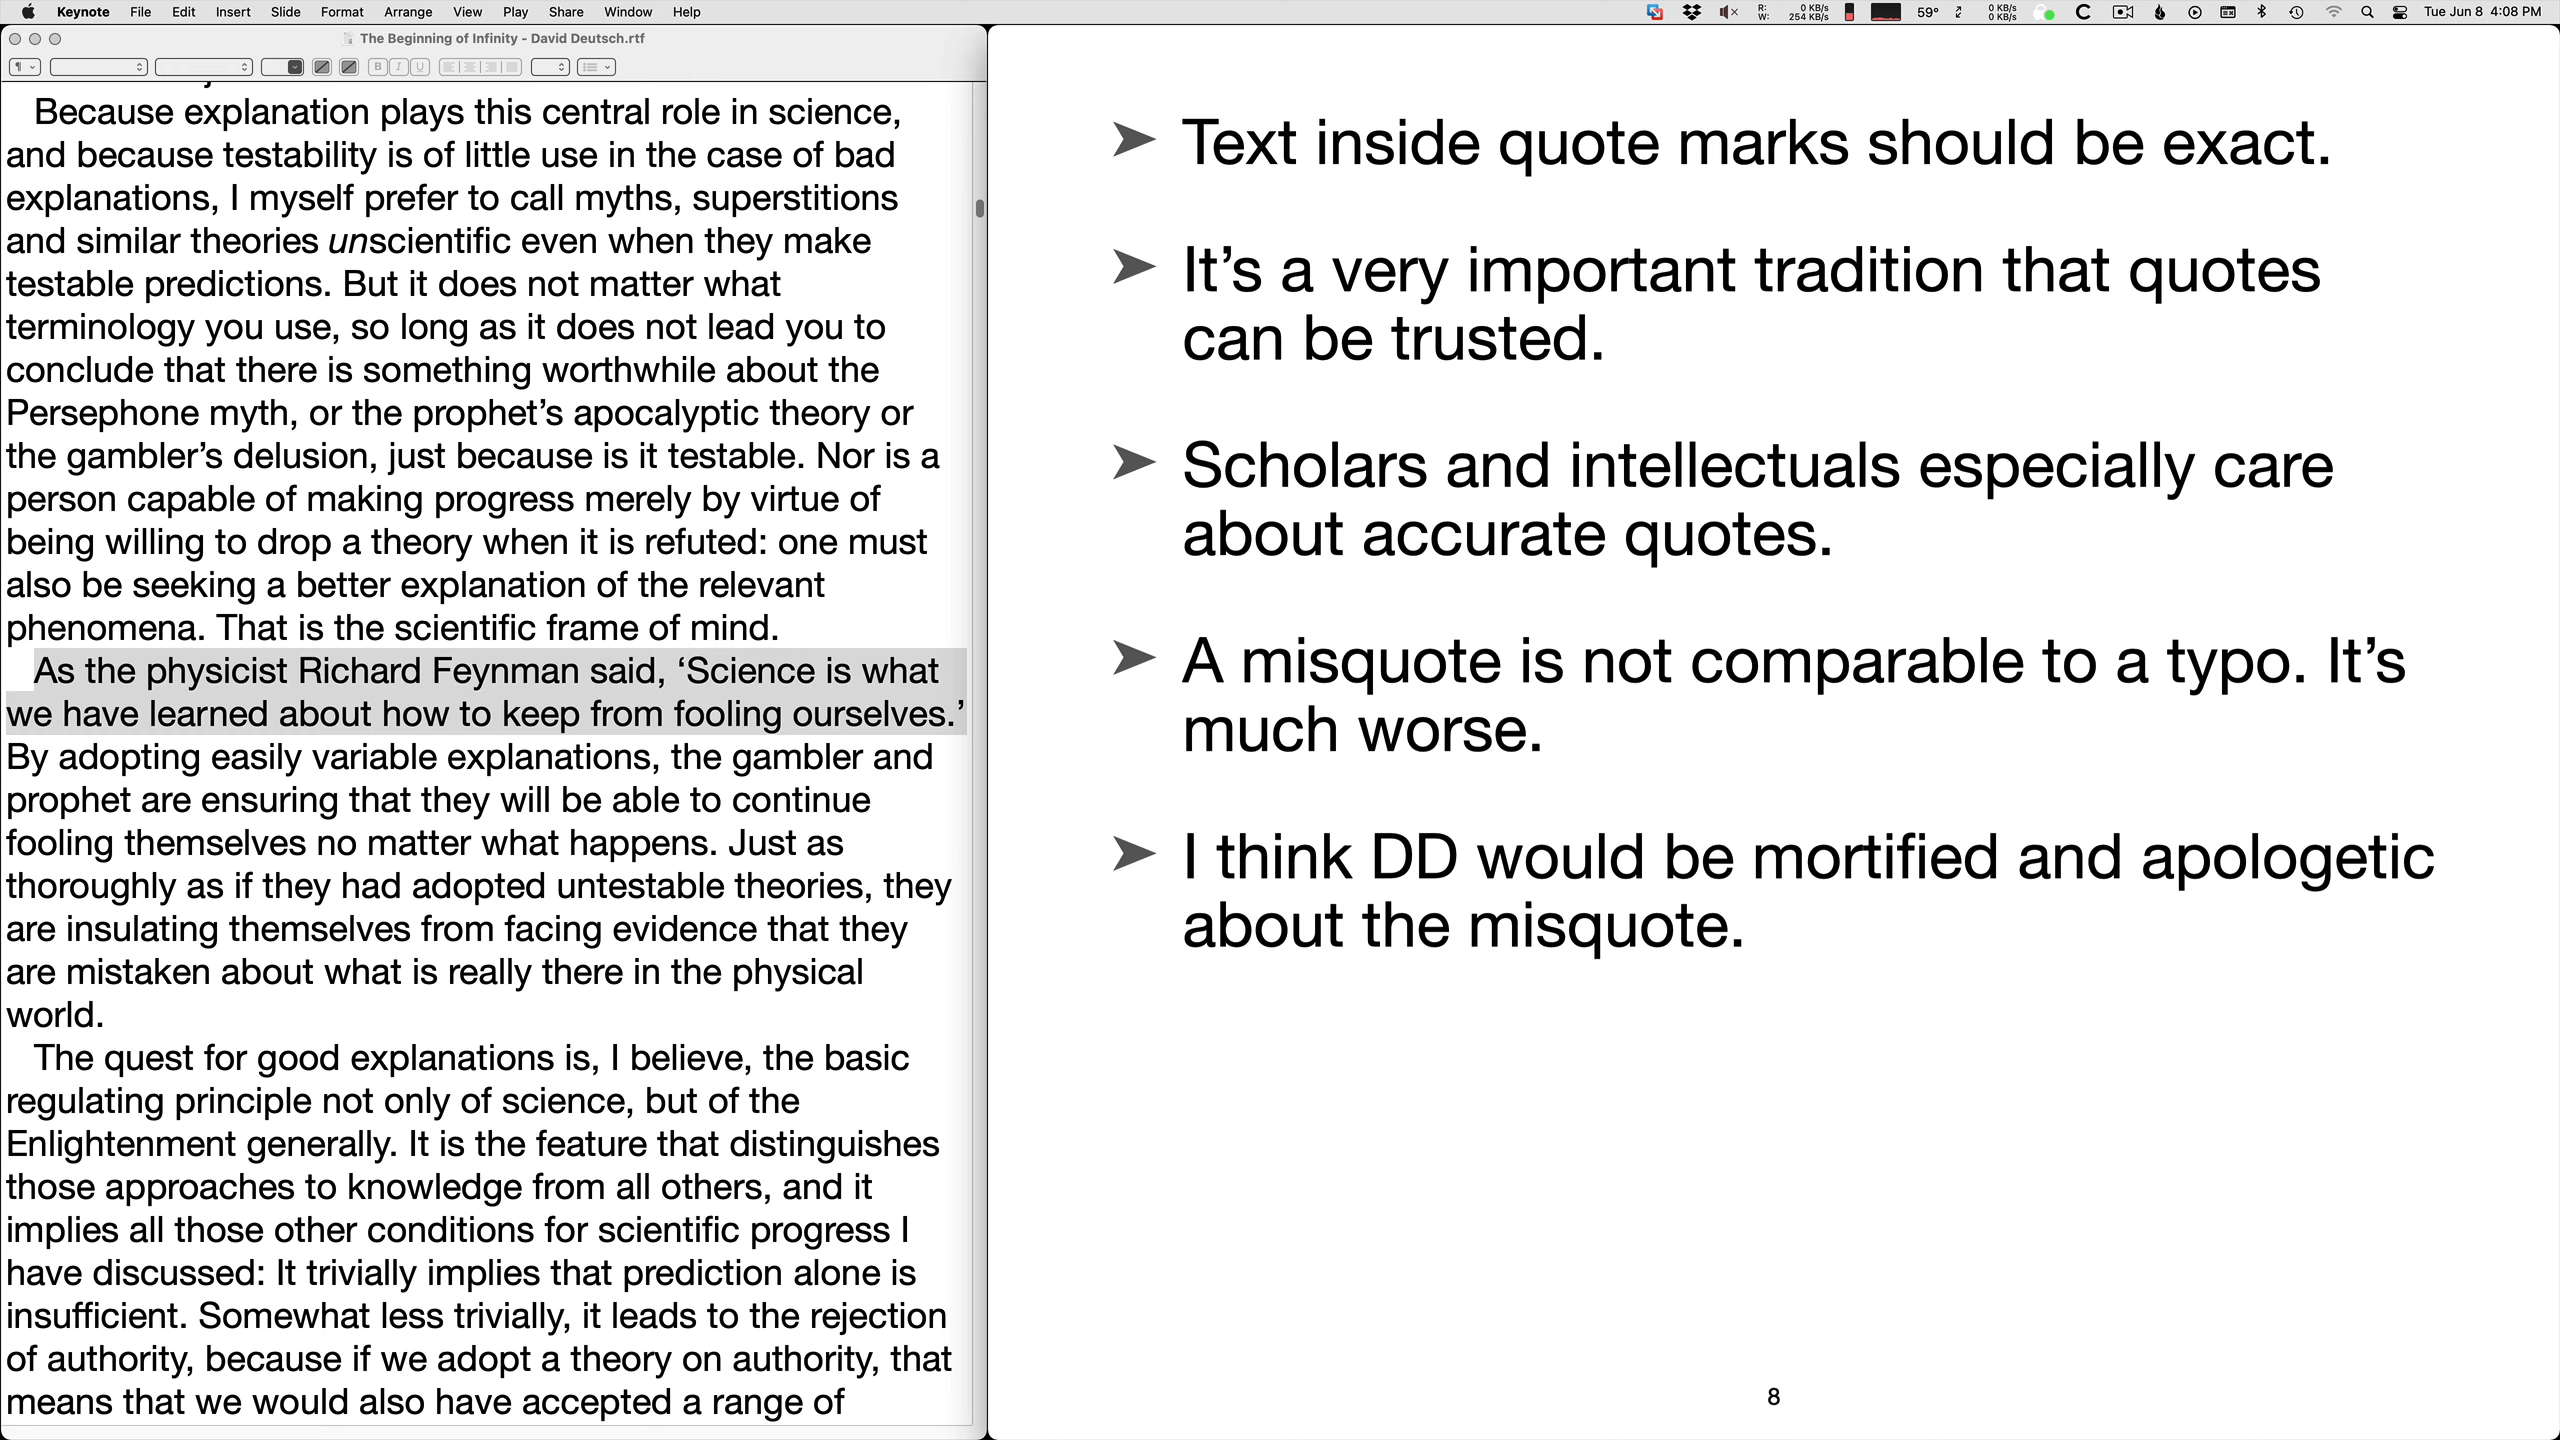 Keynote File Edit Insert Slide Format Arrange View Play Share Window Help
R: 0 KB/s
W: 254 KB/s
59°
0 KB/s
0 KB/s
Tue Jun 8 4:08 PM
The Beginning of Infinity - David Deutsch.rtf
B I U
Because explanation plays this central role in science,
and because testability is of little use in the case of bad
explanations, I myself prefer to call myths, superstitions
and similar theories unscientific even when they make
testable predictions. But it does not matter what
terminology you use, so long as it does not lead you to
conclude that there is something worthwhile about the
Persephone myth, or the prophet’s apocalyptic theory or
the gambler’s delusion, just because is it testable. Nor is a
person capable of making progress merely by virtue of
being willing to drop a theory when it is refuted: one must
also be seeking a better explanation of the relevant
phenomena. That is the scientific frame of mind.
As the physicist Richard Feynman said, ‘Science is what
we have learned about how to keep from fooling ourselves.’
By adopting easily variable explanations, the gambler and
prophet are ensuring that they will be able to continue
fooling themselves no matter what happens. Just as
thoroughly as if they had adopted untestable theories, they
are insulating themselves from facing evidence that they
are mistaken about what is really there in the physical
world.
The quest for good explanations is, I believe, the basic
regulating principle not only of science, but of the
Enlightenment generally. It is the feature that distinguishes
those approaches to knowledge from all others, and it
implies all those other conditions for scientific progress I
have discussed: It trivially implies that prediction alone is
insufficient. Somewhat less trivially, it leads to the rejection
of authority, because if we adopt a theory on authority, that
means that we would also have accepted a range of
➤ Text inside quote marks should be exact.
➤ It’s a very important tradition that quotes
can be trusted.
➤ Scholars and intellectuals especially care
about accurate quotes.
➤ A misquote is not comparable to a typo. It’s
much worse.
➤ I think DD would be mortified and apologetic
about the misquote.
8